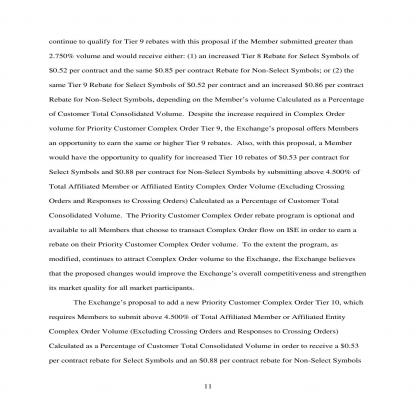 continue to qualify for Tier 9 rebates with this proposal if the Member submitted greater than
2.750% volume and would receive either: (1) an increased Tier 8 Rebate for Select Symbols of
$0.52 per contract and the same $0.85 per contract Rebate for Non-Select Symbols; or (2) the
same Tier 9 Rebate for Select Symbols of $0.52 per contract and an increased $0.86 per contract
Rebate for Non-Select Symbols, depending on the Member's volume Calculated as a Percentage
of Customer Total Consolidated Volume. Despite the increase required in Complex Order
volume for Priority Customer Complex Order Tier 9, the Exchange's proposal offers Members
an opportunity to earn the same or higher Tier 9 rebates. Also, with this proposal, a Member
would have the opportunity to qualify for increased Tier 10 rebates of $0.53 per contract for
Select Symbols and $0.88 per contract for Non-Select Symbols by submitting above 4.500% of
Total Affiliated Member or Affiliated Entity Complex Order Volume (Excluding Crossing
Orders and Responses to Crossing Orders) Calculated as a Percentage of Customer Total
Consolidated Volume. The Priority Customer Complex Order rebate program is optional and
available to all Members that choose to transact Complex Order flow on ISE in order to earn a
rebate on their Priority Customer Complex Order volume. To the extent the program, as
modified, continues to attract Complex Order volume to the Exchange, the Exchange believes
that the proposed changes would improve the Exchange's overall competitiveness and strengthen
its market quality for all market participants.
The Exchange's proposal to add a new Priority Customer Complex Order Tier 10, which
requires Members to submit above 4.500% of Total Affiliated Member or Affiliated Entity
Complex Order Volume (Excluding Crossing Orders and Responses to Crossing Orders)
Calculated as a Percentage of Customer Total Consolidated Volume in order to receive a $0.53
per contract rebate for Select Symbols and an $0.88 per contract rebate for Non-Select Symbols
11